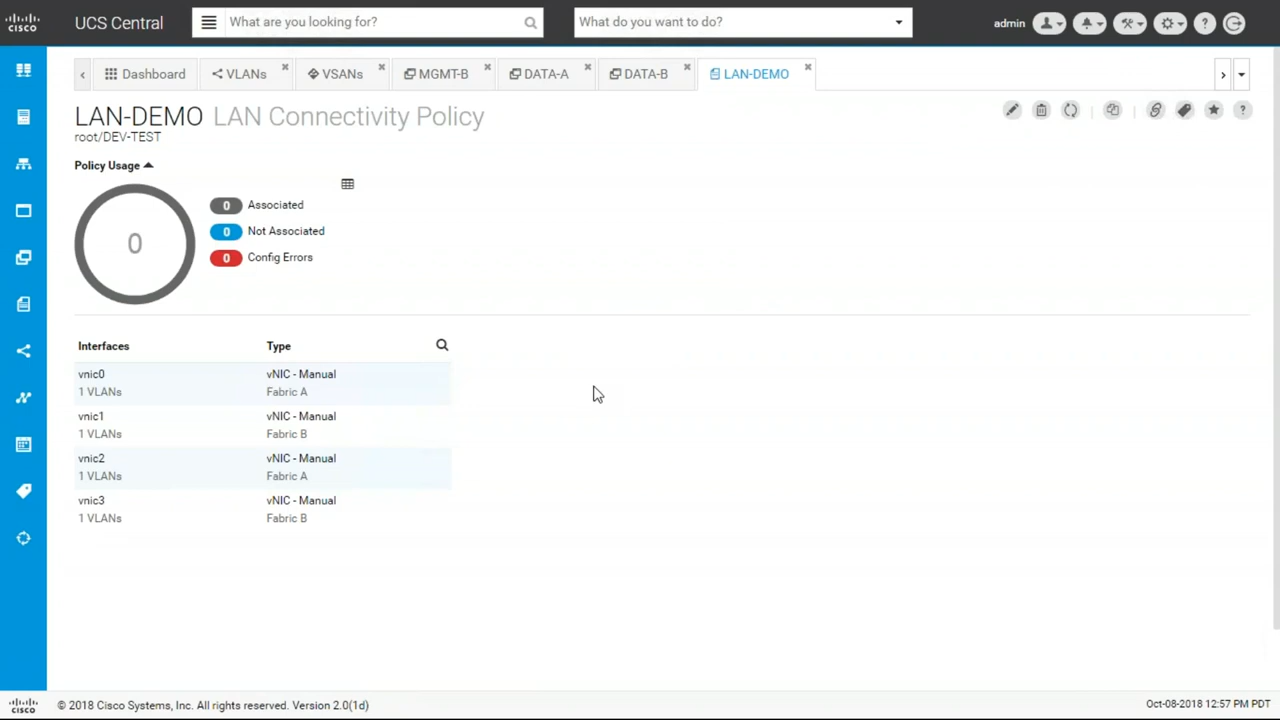 CISCO UCS Central What are you looking for? What do you want to do? admin ?
Dashboard VLANs VSANs MGMT-B DATA-A DATA-B LAN-DEMO
LAN-DEMO LAN Connectivity Policy
root/DEV-TEST
Policy Usage
0
0 Associated
0 Not Associated
0 Config Errors
Interfaces Type
vnic0 vNIC - Manual
1 VLANs Fabric A
vnic1 vNIC - Manual
1 VLANs Fabric B
vnic2 vNIC - Manual
1 VLANs Fabric A
vnic3 vNIC - Manual
1 VLANs Fabric B
CISCO © 2018 Cisco Systems, Inc. All rights reserved. Version 2.0(1d) Oct-08-2018 12:57 PM PDT